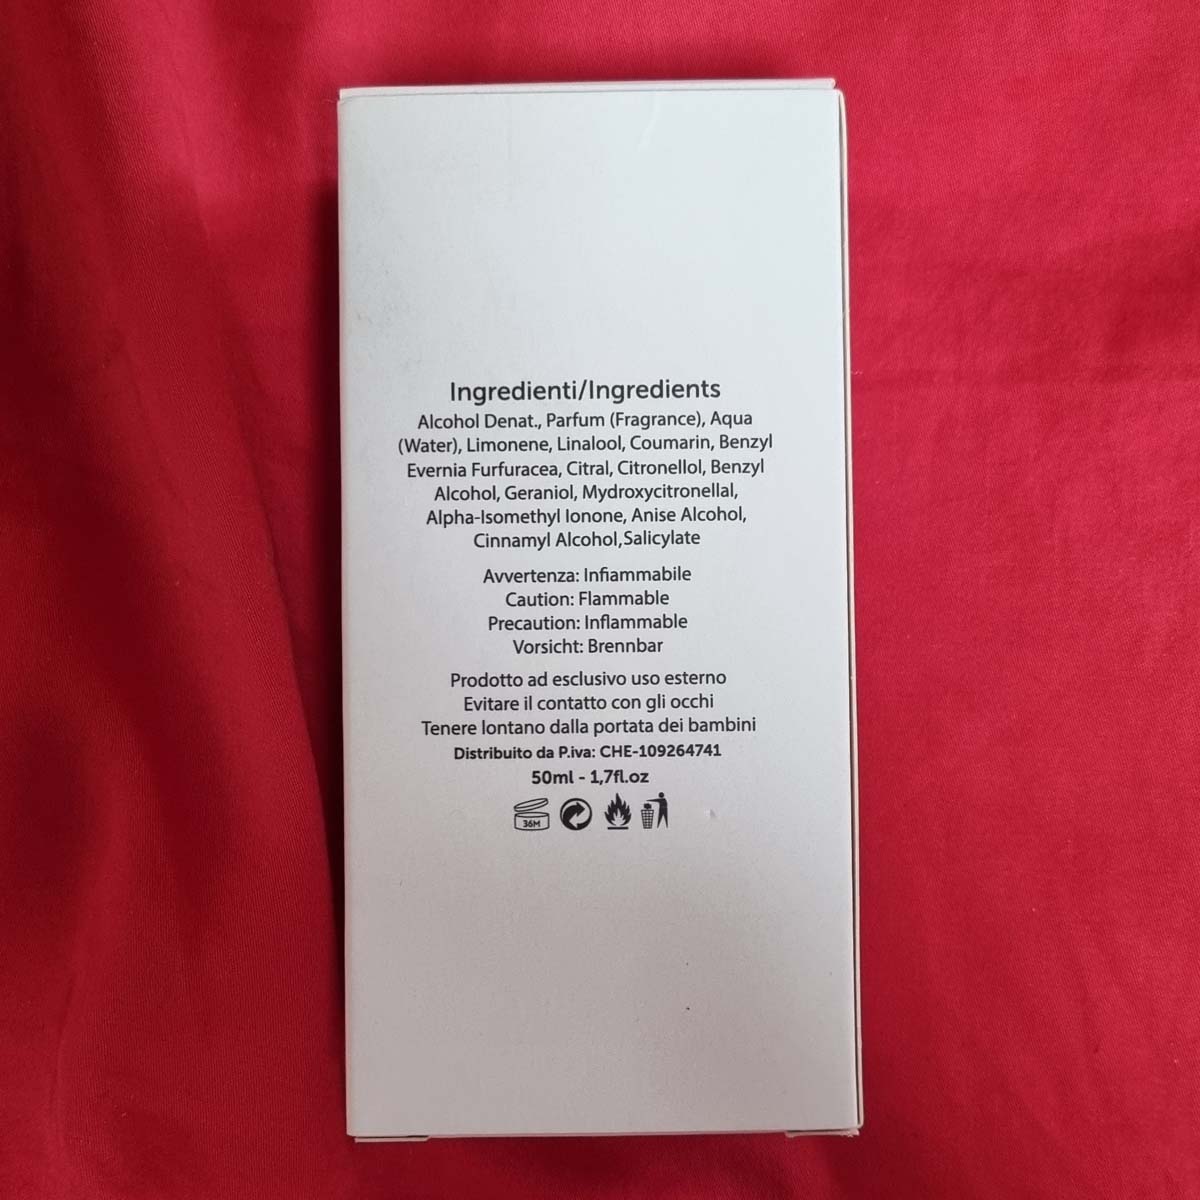 Ingredienti/Ingredients
Alcohol Denat., Parfum (Fragrance), Aqua
(Water), Limonene, Linalool, Coumarin, Benzyl
Evernia Furfuracea, Citral, Citronellol, Benzyl
Alcohol, Geraniol, Mydroxycitronellal,
Alpha-Isomethyl Ionone, Anise Alcohol,
Cinnamyl Alcohol,Salicylate
Avvertenza: Infiammabile
Caution: Flammable
Precaution: Inflammable
Vorsicht: Brennbar
Prodotto ad esclusivo uso esterno
Evitare il contatto con gli occhi
Tenere lontano dalla portata dei bambini
Distribuito da P.iva: CHE-109264741
50ml - 1,7fl.oz
36M